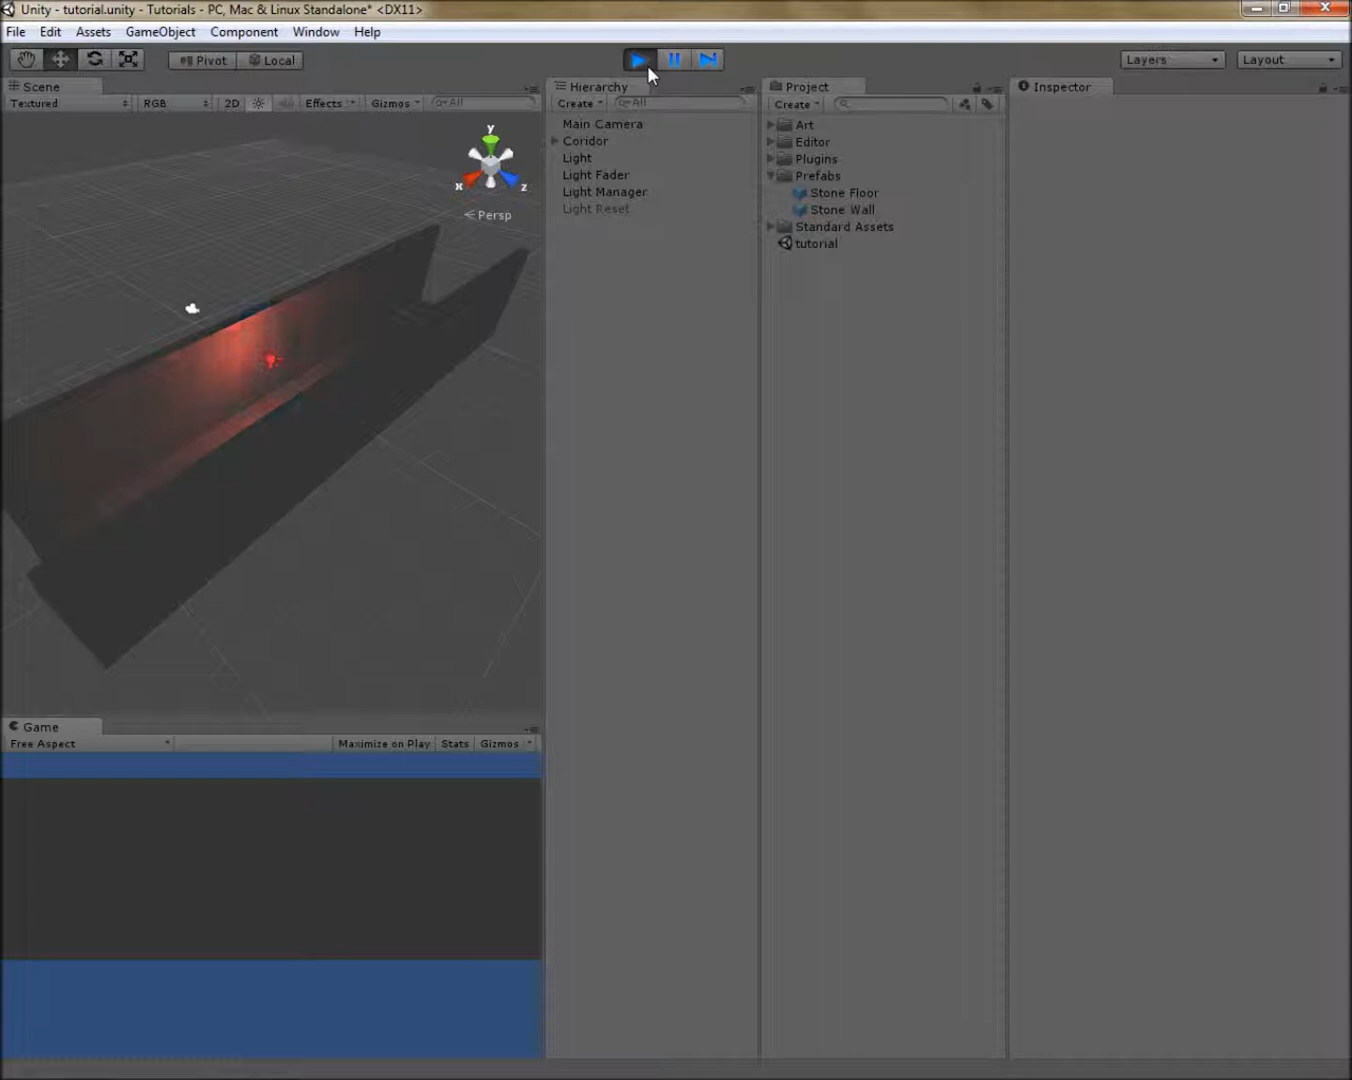 Unity - tutorial.unity - Tutorials - PC, Mac & Linux Standalone* <DX11>
File Edit Assets GameObject Component Window Help
Pivot Local Layers Layout
Scene
Textured RGB 2D Effects Gizmos All
y
x z
Persp
Hierarchy
Create All
Main Camera
Coridor
Light
Light Fader
Light Manager
Light Reset
Project
Create
Art
Editor
Plugins
Prefabs
Stone Floor
Stone Wall
Standard Assets
tutorial
Inspector
Game
Free Aspect Maximize on Play Stats Gizmos